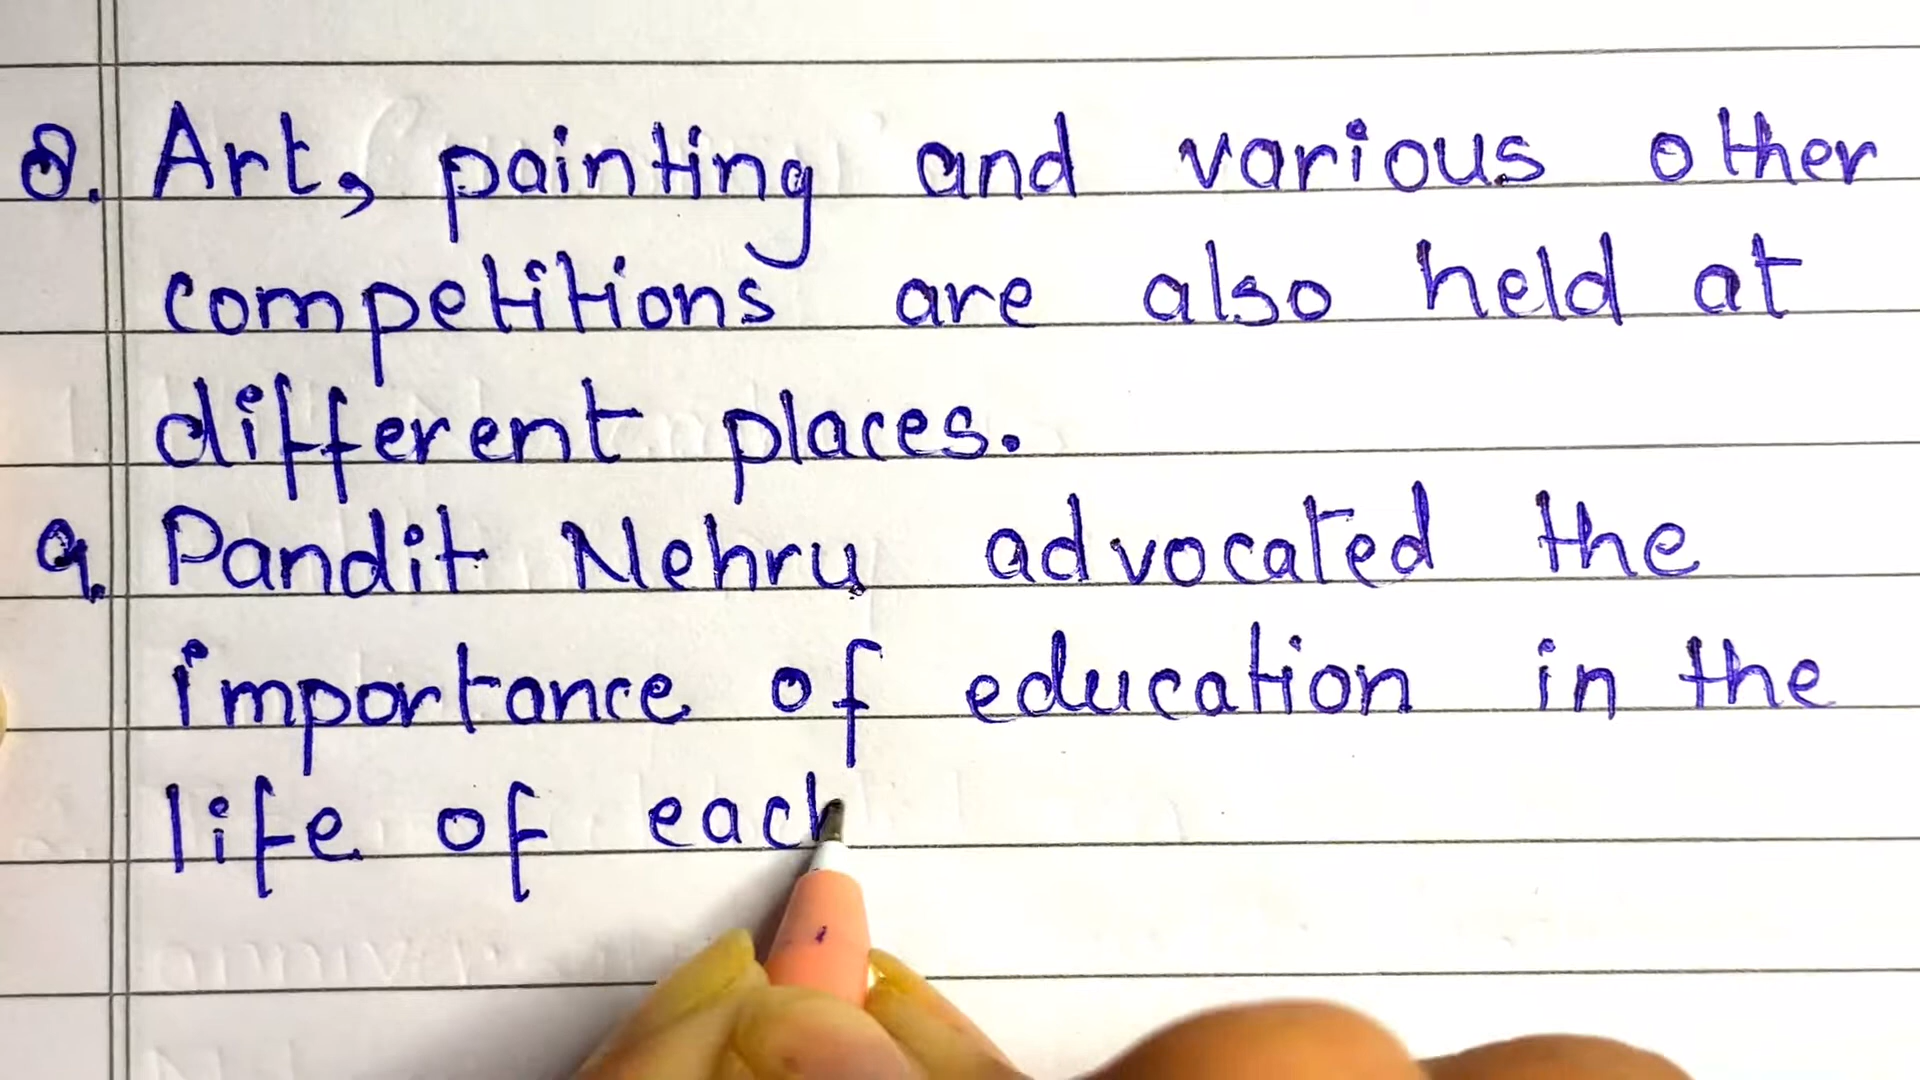 8. Art, painting and various other
competitions are also held at
different places.
9. Pandit Nehru advocated the
importance of education in the
life of each